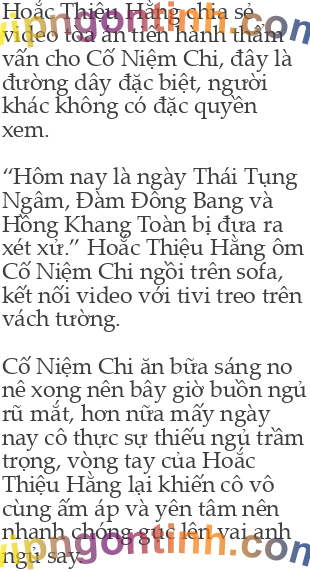 Hoắc Thiệu Hằng chia sẻ
video toà án tiến hành thẩm
vấn cho Cố Niệm Chi, đây là
đường dây đặc biệt, người
khác không có đặc quyền
xem.
“Hôm nay là ngày Thái Tụng
Ngâm, Đàm Đông Bang và
Hồng Khang Toàn bị đưa ra
xét xử.” Hoắc Thiệu Hằng ôm
Cố Niệm Chi ngồi trên sofa,
kết nối video với tivi treo trên
vách tường.
Cố Niệm Chi ăn bữa sáng no
nê xong nên bây giờ buồn ngủ
rũ mắt, hơn nữa mấy ngày
nay cô thực sự thiếu ngủ trầm
trọng, vòng tay của Hoắc
Thiệu Hằng lại khiến cô vô
cùng ấm áp và yên tâm nên
nhanh chóng gục lên vai anh
ngủ say.
vipngontinh.com
vipngontinh.com